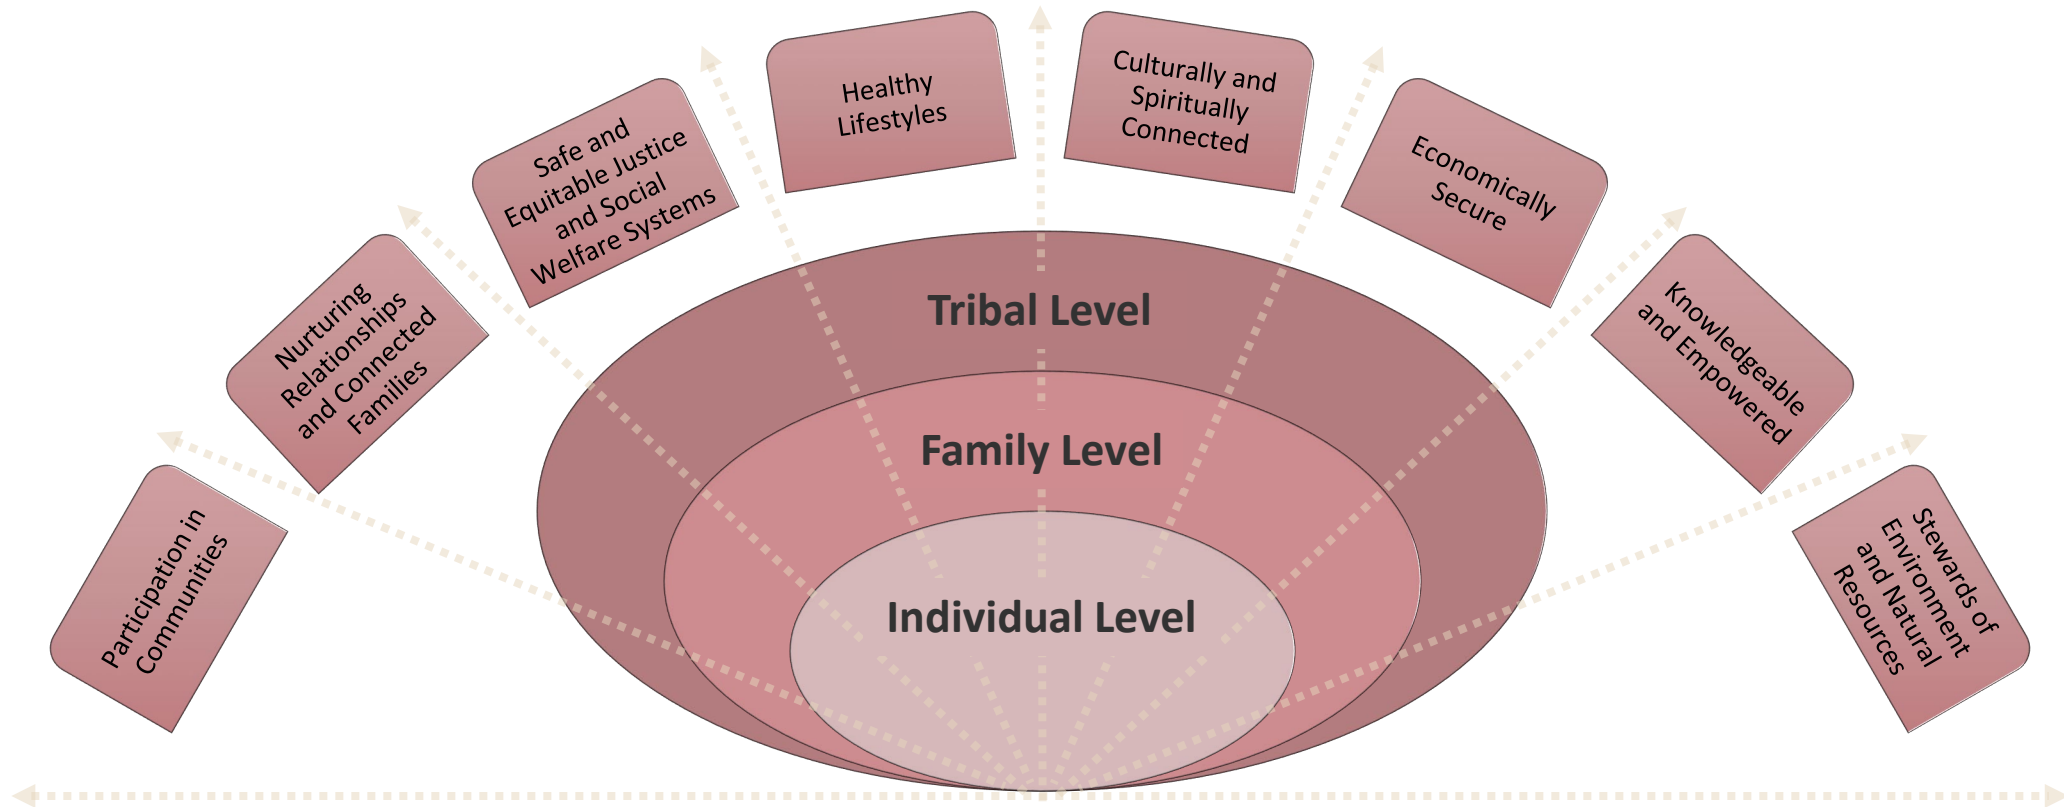 Participation in
Communities
Nurturing
Relationships
and Connected
Families
Safe and
Equitable Justice
and Social
Welfare Systems
Healthy
Lifestyles
Culturally and
Spiritually
Connected
Economically
Secure
Knowledgeable
and Empowered
Stewards of
Environment
and Natural
Resources
Tribal Level
Family Level
Individual Level